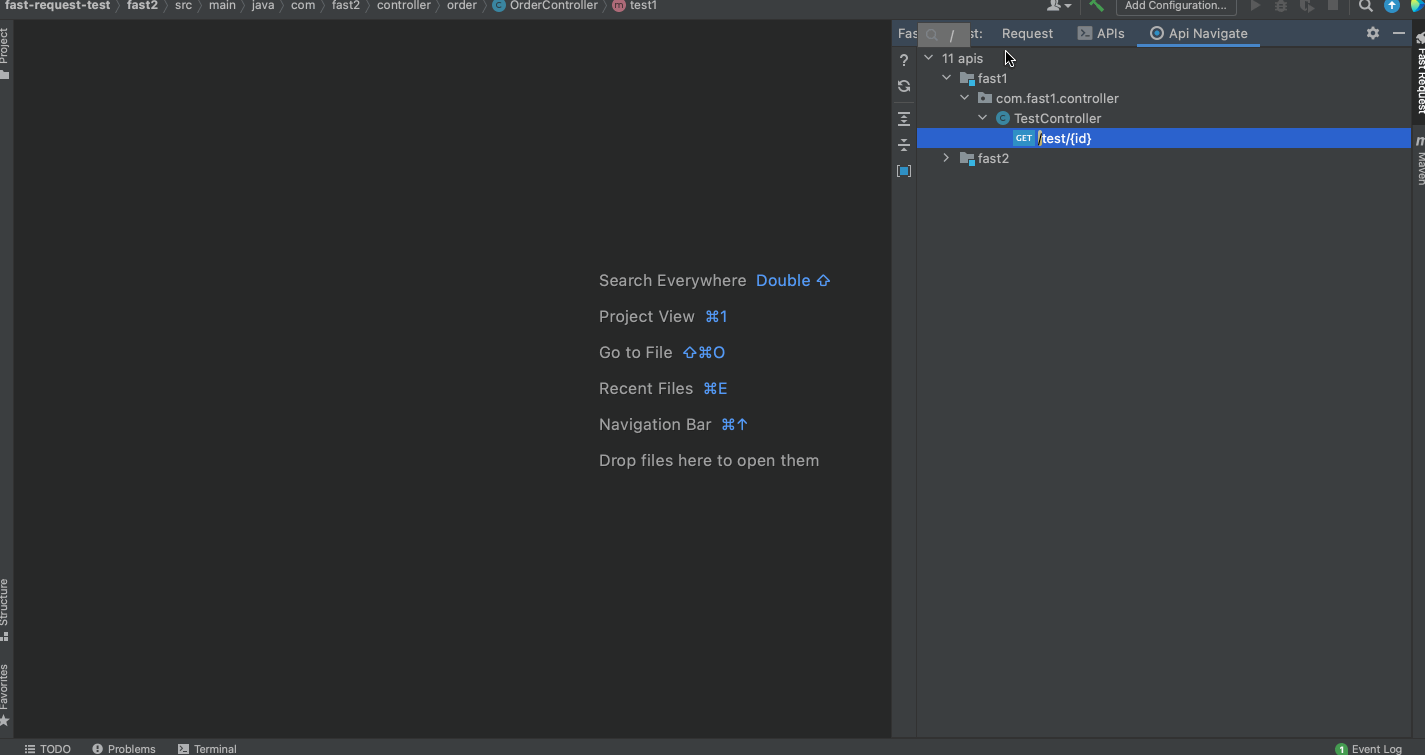 fast-request-test fast2 src main java com fast2 controller order OrderController test1
Add Configuration...
Project
Fas / st: Request APIs Api Navigate
11 apis
fast1
com.fast1.controller
TestController
GET /test/{id}
fast2
Search Everywhere Double ⇧
Project View ⌘1
Go to File ⇧⌘O
Recent Files ⌘E
Navigation Bar ⌘↑
Drop files here to open them
Fast Request
Maven
Structure
Favorites
TODO Problems Terminal
1 Event Log